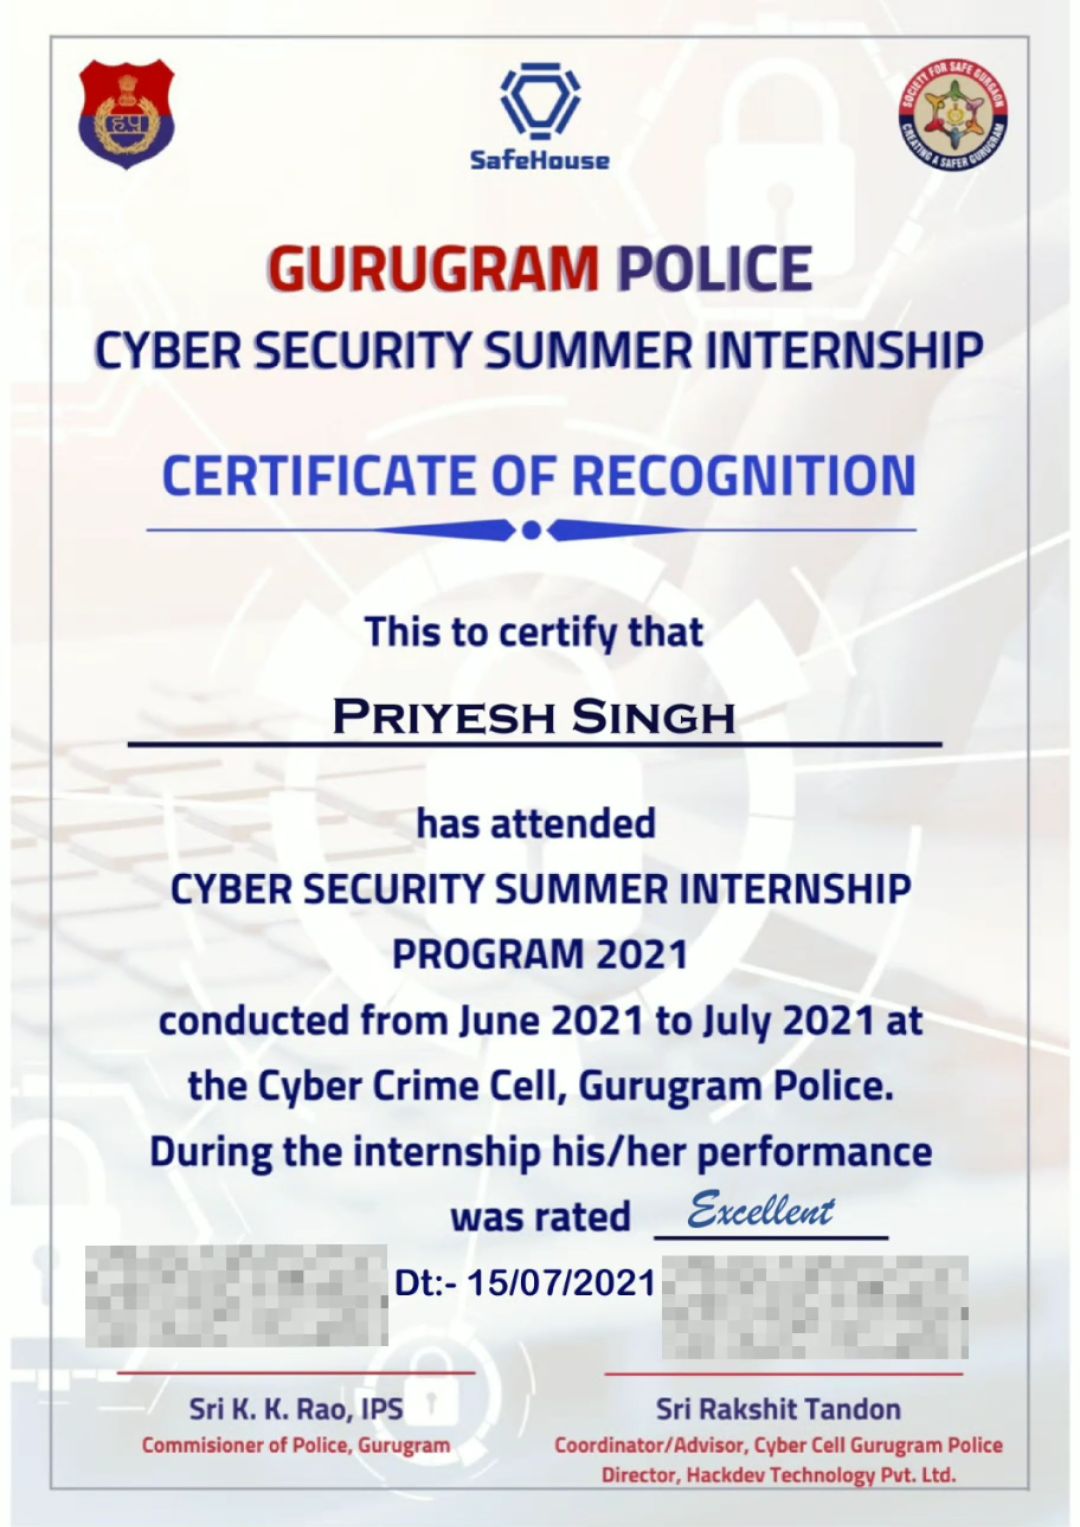 हपु
SafeHouse
SOCIETY FOR SAFE GURGAON
CREATING A SAFER GURUGRAM
GURUGRAM POLICE
CYBER SECURITY SUMMER INTERNSHIP
CERTIFICATE OF RECOGNITION
This to certify that
PRIYESH SINGH
has attended
CYBER SECURITY SUMMER INTERNSHIP
PROGRAM 2021
conducted from June 2021 to July 2021 at
the Cyber Crime Cell, Gurugram Police.
During the internship his/her performance
was rated Excellent
Dt:- 15/07/2021
Sri K. K. Rao, IPS
Commisioner of Police, Gurugram
Sri Rakshit Tandon
Coordinator/Advisor, Cyber Cell Gurugram Police
Director, Hackdev Technology Pvt. Ltd.